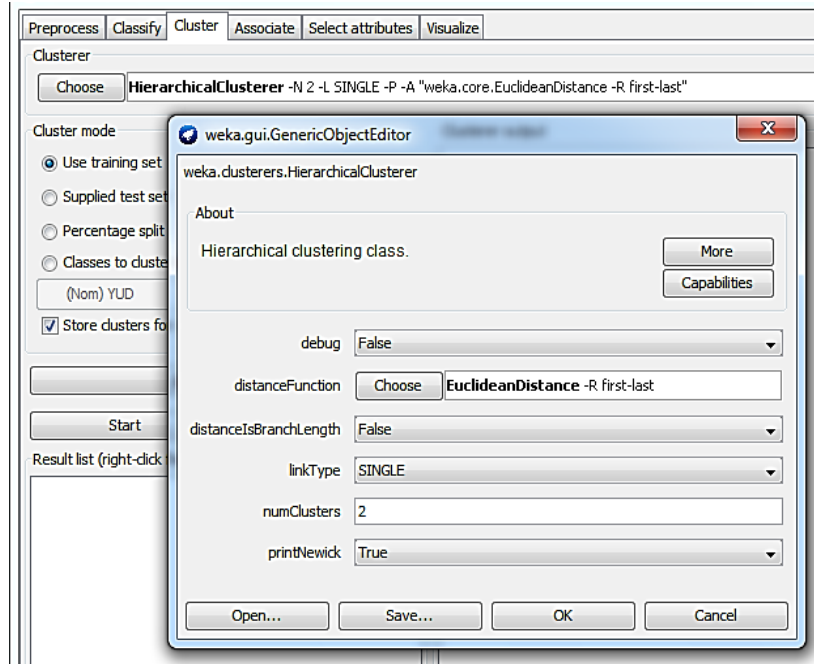 Preprocess Classify Cluster Associate Select attributes Visualize
Clusterer
Choose HierarchicalClusterer -N 2 -L SINGLE -P -A "weka.core.EuclideanDistance -R first-last"
Cluster mode
Use training set
Supplied test set
Percentage split
Classes to cluste
(Nom) YUD
Store clusters fo
Start
Result list (right-click
weka.gui.GenericObjectEditor
Clusterer output
weka.clusterers.HierarchicalClusterer
About
Hierarchical clustering class.
More
Capabilities
debug False
distanceFunction Choose EuclideanDistance -R first-last
distanceIsBranchLength False
linkType SINGLE
numClusters 2
printNewick True
Open... Save... OK Cancel